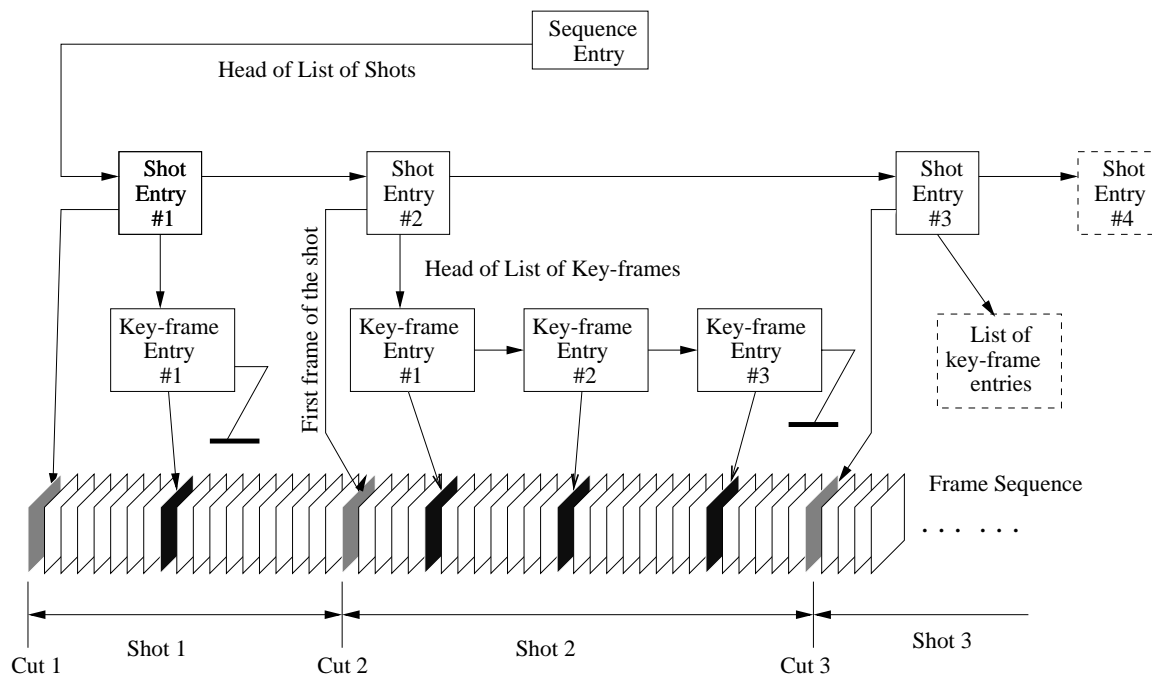 Sequence
Entry
Head of List of Shots
Shot
Entry
#1
Shot
Entry
#2
Shot
Entry
#3
Shot
Entry
#4
First frame of the shot
Head of List of Key-frames
Key-frame
Entry
#1
Key-frame
Entry
#1
Key-frame
Entry
#2
Key-frame
Entry
#3
List of
key-frame
entries
Frame Sequence
. . . . . .
Shot 1
Shot 2
Shot 3
Cut 1
Cut 2
Cut 3